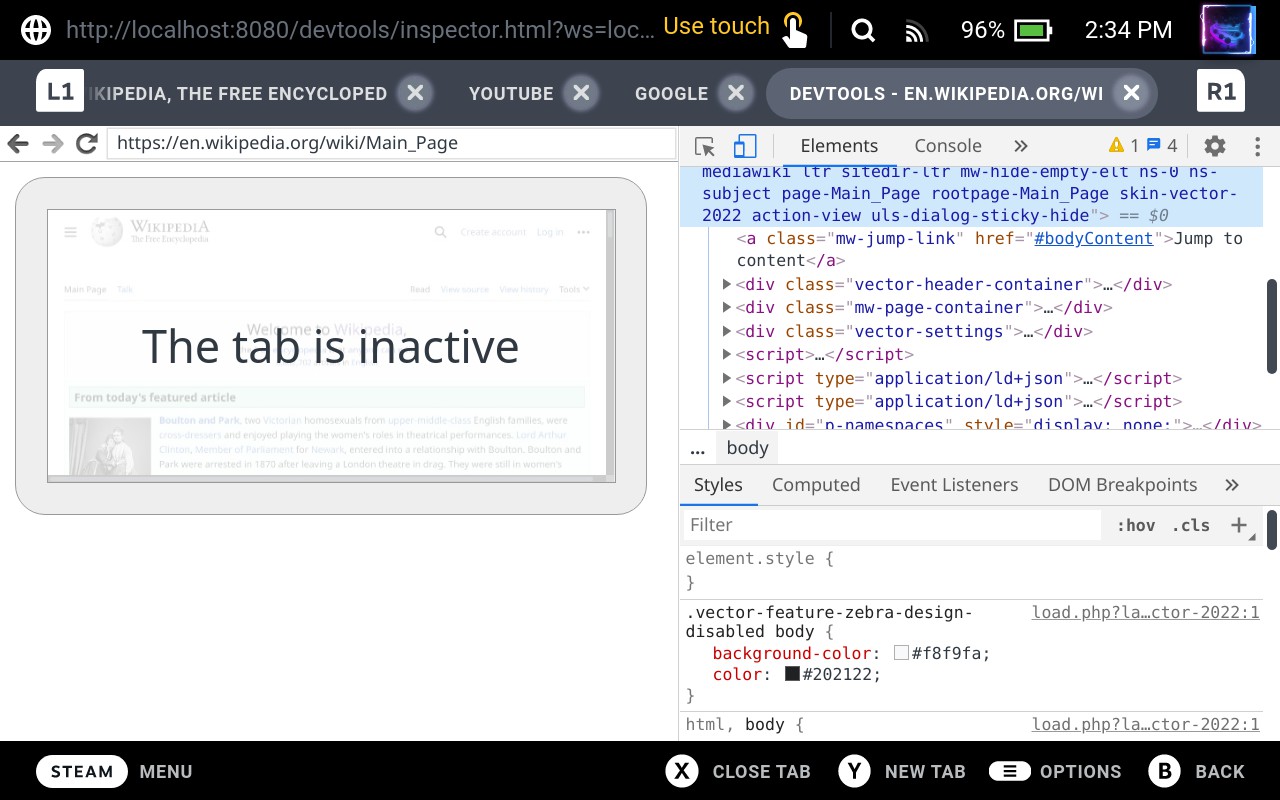 http://localhost:8080/devtools/inspector.html?ws=loc…
Use touch
96%
2:34 PM
L1
KIPEDIA, THE FREE ENCYCLOPED
YOUTUBE
GOOGLE
DEVTOOLS - EN.WIKIPEDIA.ORG/WI
R1
https://en.wikipedia.org/wiki/Main_Page
WIKIPEDIA
The Free Encyclopedia
Create account Log in
Main Page Talk
Read View source View history Tools
Welcome to Wikipedia,
The tab is inactive
From today's featured article
Boulton and Park, two Victorian homosexuals from upper-middle-class English families, were
cross-dressers and enjoyed playing the women's roles in theatrical performances. Lord Arthur
Clinton, Member of Parliament for Newark, entered into a relationship with Boulton. Boulton and
Park were arrested in 1870 after leaving a London theatre in drag. They were still in women's
Elements Console » 1 4
mediawiki ltr sitedir-ltr mw-hide-empty-elt ns-0 ns-
subject page-Main_Page rootpage-Main_Page skin-vector-
2022 action-view uls-dialog-sticky-hide"> == $0
<a class="mw-jump-link" href="#bodyContent">Jump to
content</a>
<div class="vector-header-container">…</div>
<div class="mw-page-container">…</div>
<div class="vector-settings">…</div>
<script>…</script>
<script type="application/ld+json">…</script>
<script type="application/ld+json">…</script>
<div id="p-namespaces" style="display: none;">…</div>
... body
Styles Computed Event Listeners DOM Breakpoints »
Filter :hov .cls +
element.style {
}
.vector-feature-zebra-design- load.php?la…ctor-2022:1
disabled body {
background-color: #f8f9fa;
color: #202122;
}
html, body { load.php?la…ctor-2022:1
STEAM MENU
X CLOSE TAB Y NEW TAB OPTIONS B BACK